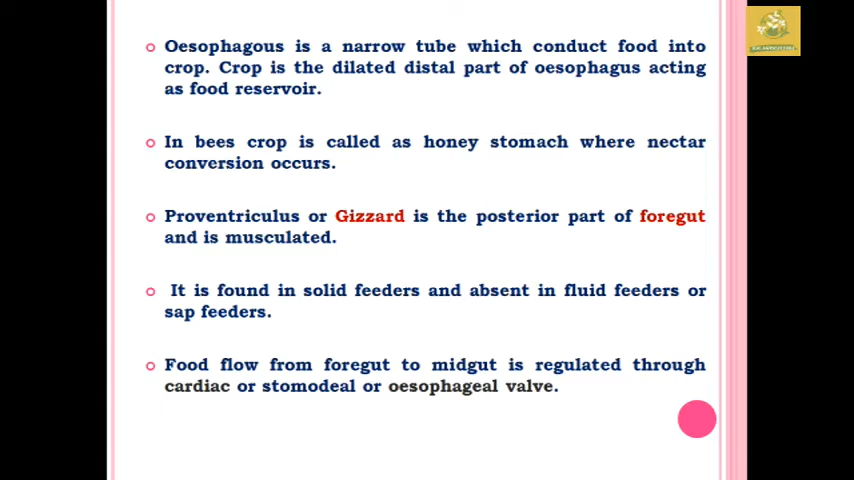 Oesophagous is a narrow tube which conduct food into
crop. Crop is the dilated distal part of oesophagus acting
as food reservoir.
In bees crop is called as honey stomach where nectar
conversion occurs.
Proventriculus or Gizzard is the posterior part of foregut
and is musculated.
It is found in solid feeders and absent in fluid feeders or
sap feeders.
Food flow from foregut to midgut is regulated through
cardiac or stomodeal or oesophageal valve.